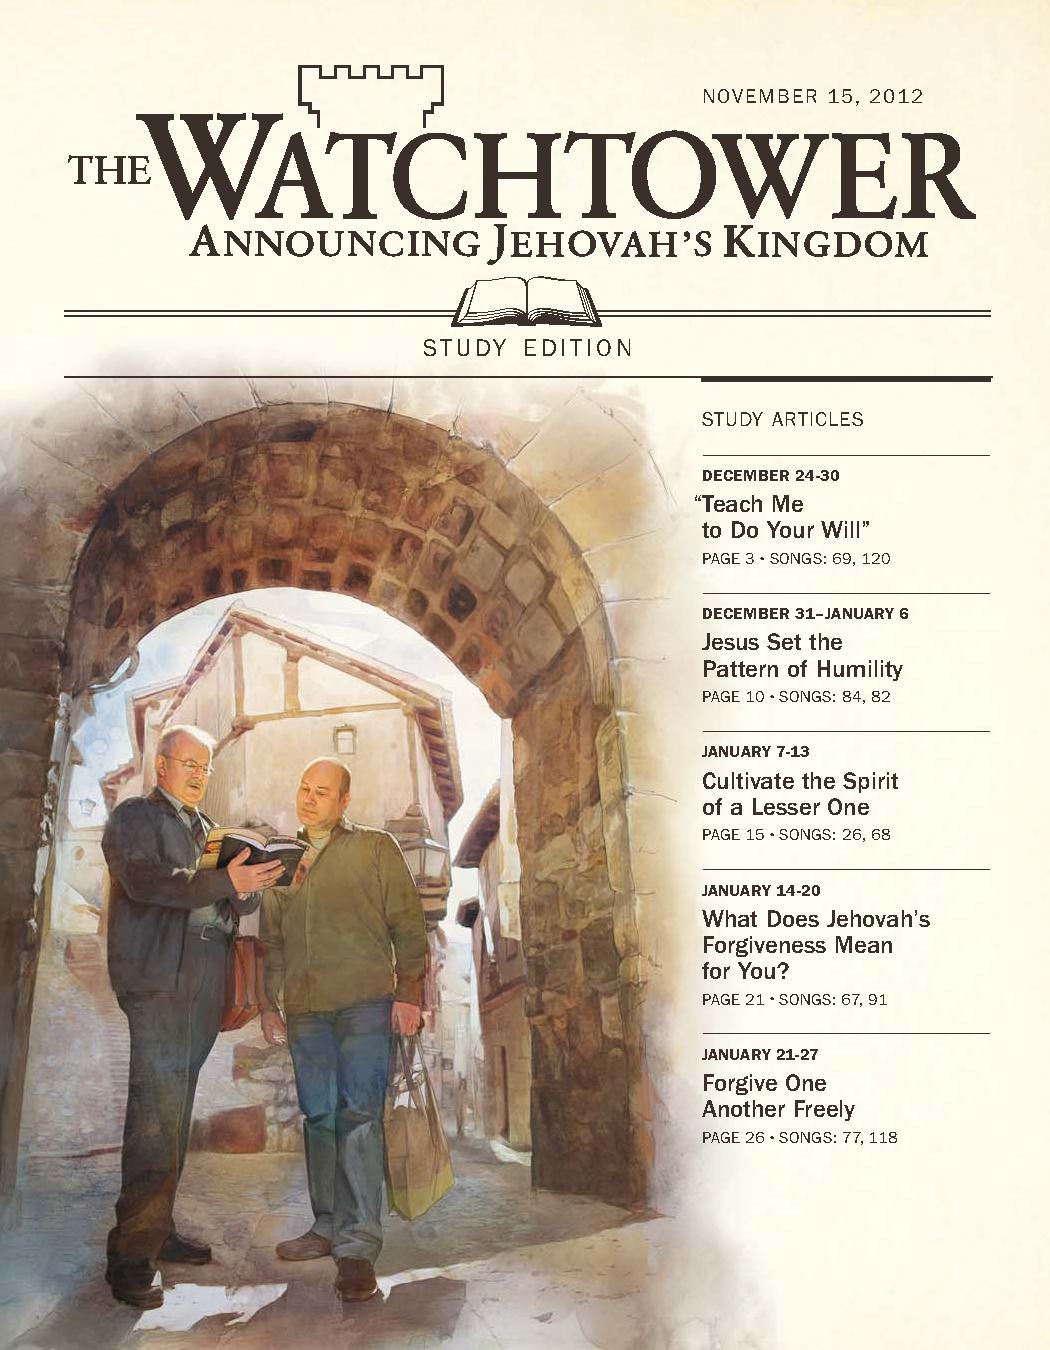 NOVEMBER 15, 2012
THE WATCHTOWER
ANNOUNCING JEHOVAH'S KINGDOM
STUDY EDITION
STUDY ARTICLES
DECEMBER 24-30
“Teach Me
to Do Your Will”
PAGE 3 • SONGS: 69, 120
DECEMBER 31–JANUARY 6
Jesus Set the
Pattern of Humility
PAGE 10 • SONGS: 84, 82
JANUARY 7-13
Cultivate the Spirit
of a Lesser One
PAGE 15 • SONGS: 26, 68
JANUARY 14-20
What Does Jehovah's
Forgiveness Mean
for You?
PAGE 21 • SONGS: 67, 91
JANUARY 21-27
Forgive One
Another Freely
PAGE 26 • SONGS: 77, 118